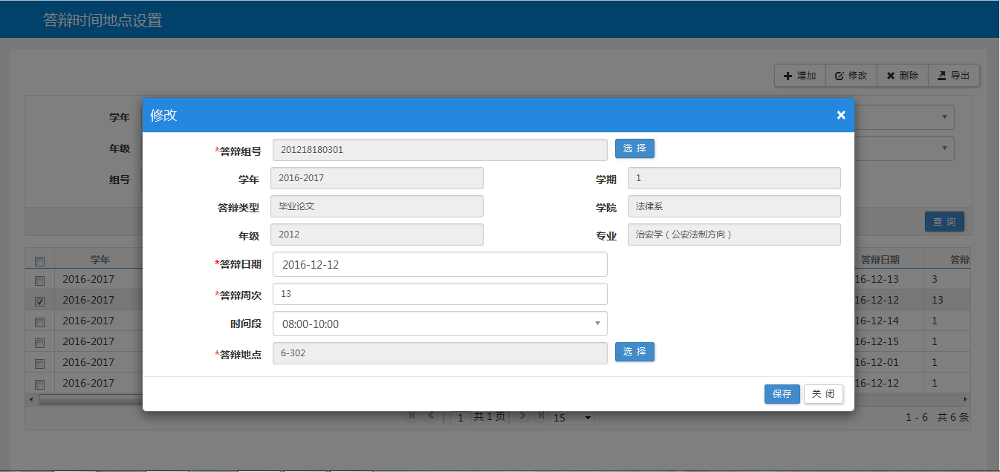 答辩时间地点设置
增加 修改 删除 导出
学年
年级
组号
查 询
修改 ×
*答辩组号 201218180301 选 择
学年 2016-2017 学期 1
答辩类型 毕业论文 学院 法律系
年级 2012 专业 治安学（公安法制方向）
*答辩日期 2016-12-12
*答辩周次 13
时间段 08:00-10:00
*答辩地点 6-302 选 择
保存 关 闭
学年 答辩日期 答辩
2016-2017 16-12-13 3
2016-2017 16-12-12 13
2016-2017 16-12-14 1
2016-2017 16-12-15 1
2016-2017 16-12-01 1
2016-2017 16-12-12 1
1 共 1 页 15 1 - 6 共 6 条